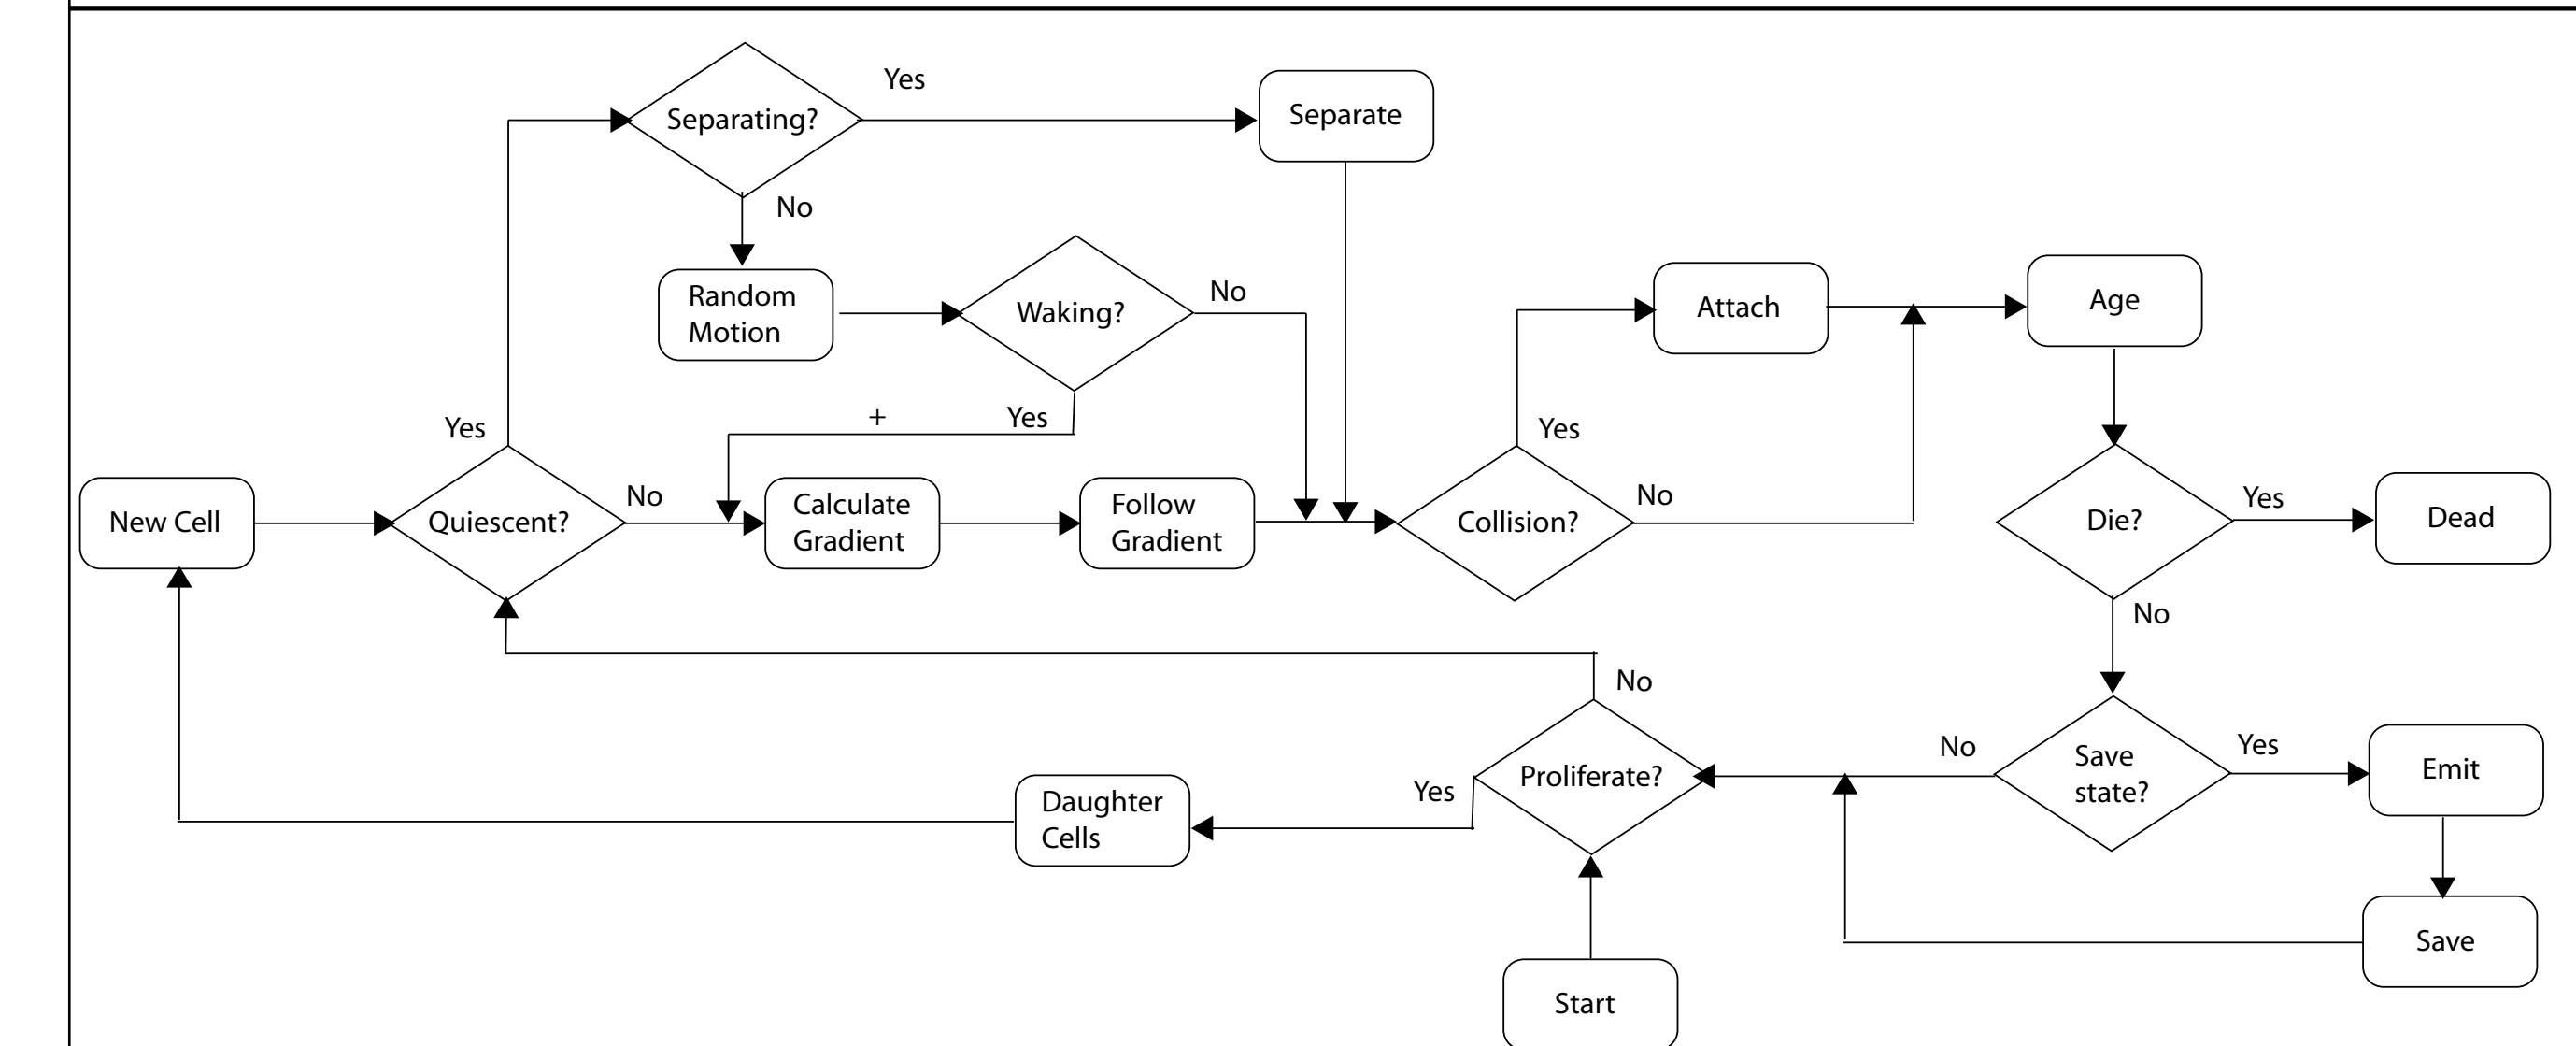 Yes
Separating?
Separate
No
Random
Motion
Waking?
No
Attach
Age
Yes
+
Yes
Yes
New Cell
Quiescent?
No
Calculate
Gradient
Follow
Gradient
Collision?
No
Die?
Yes
Dead
No
No
Daughter
Cells
Yes
Proliferate?
No
Save
state?
Yes
Emit
Save
Start